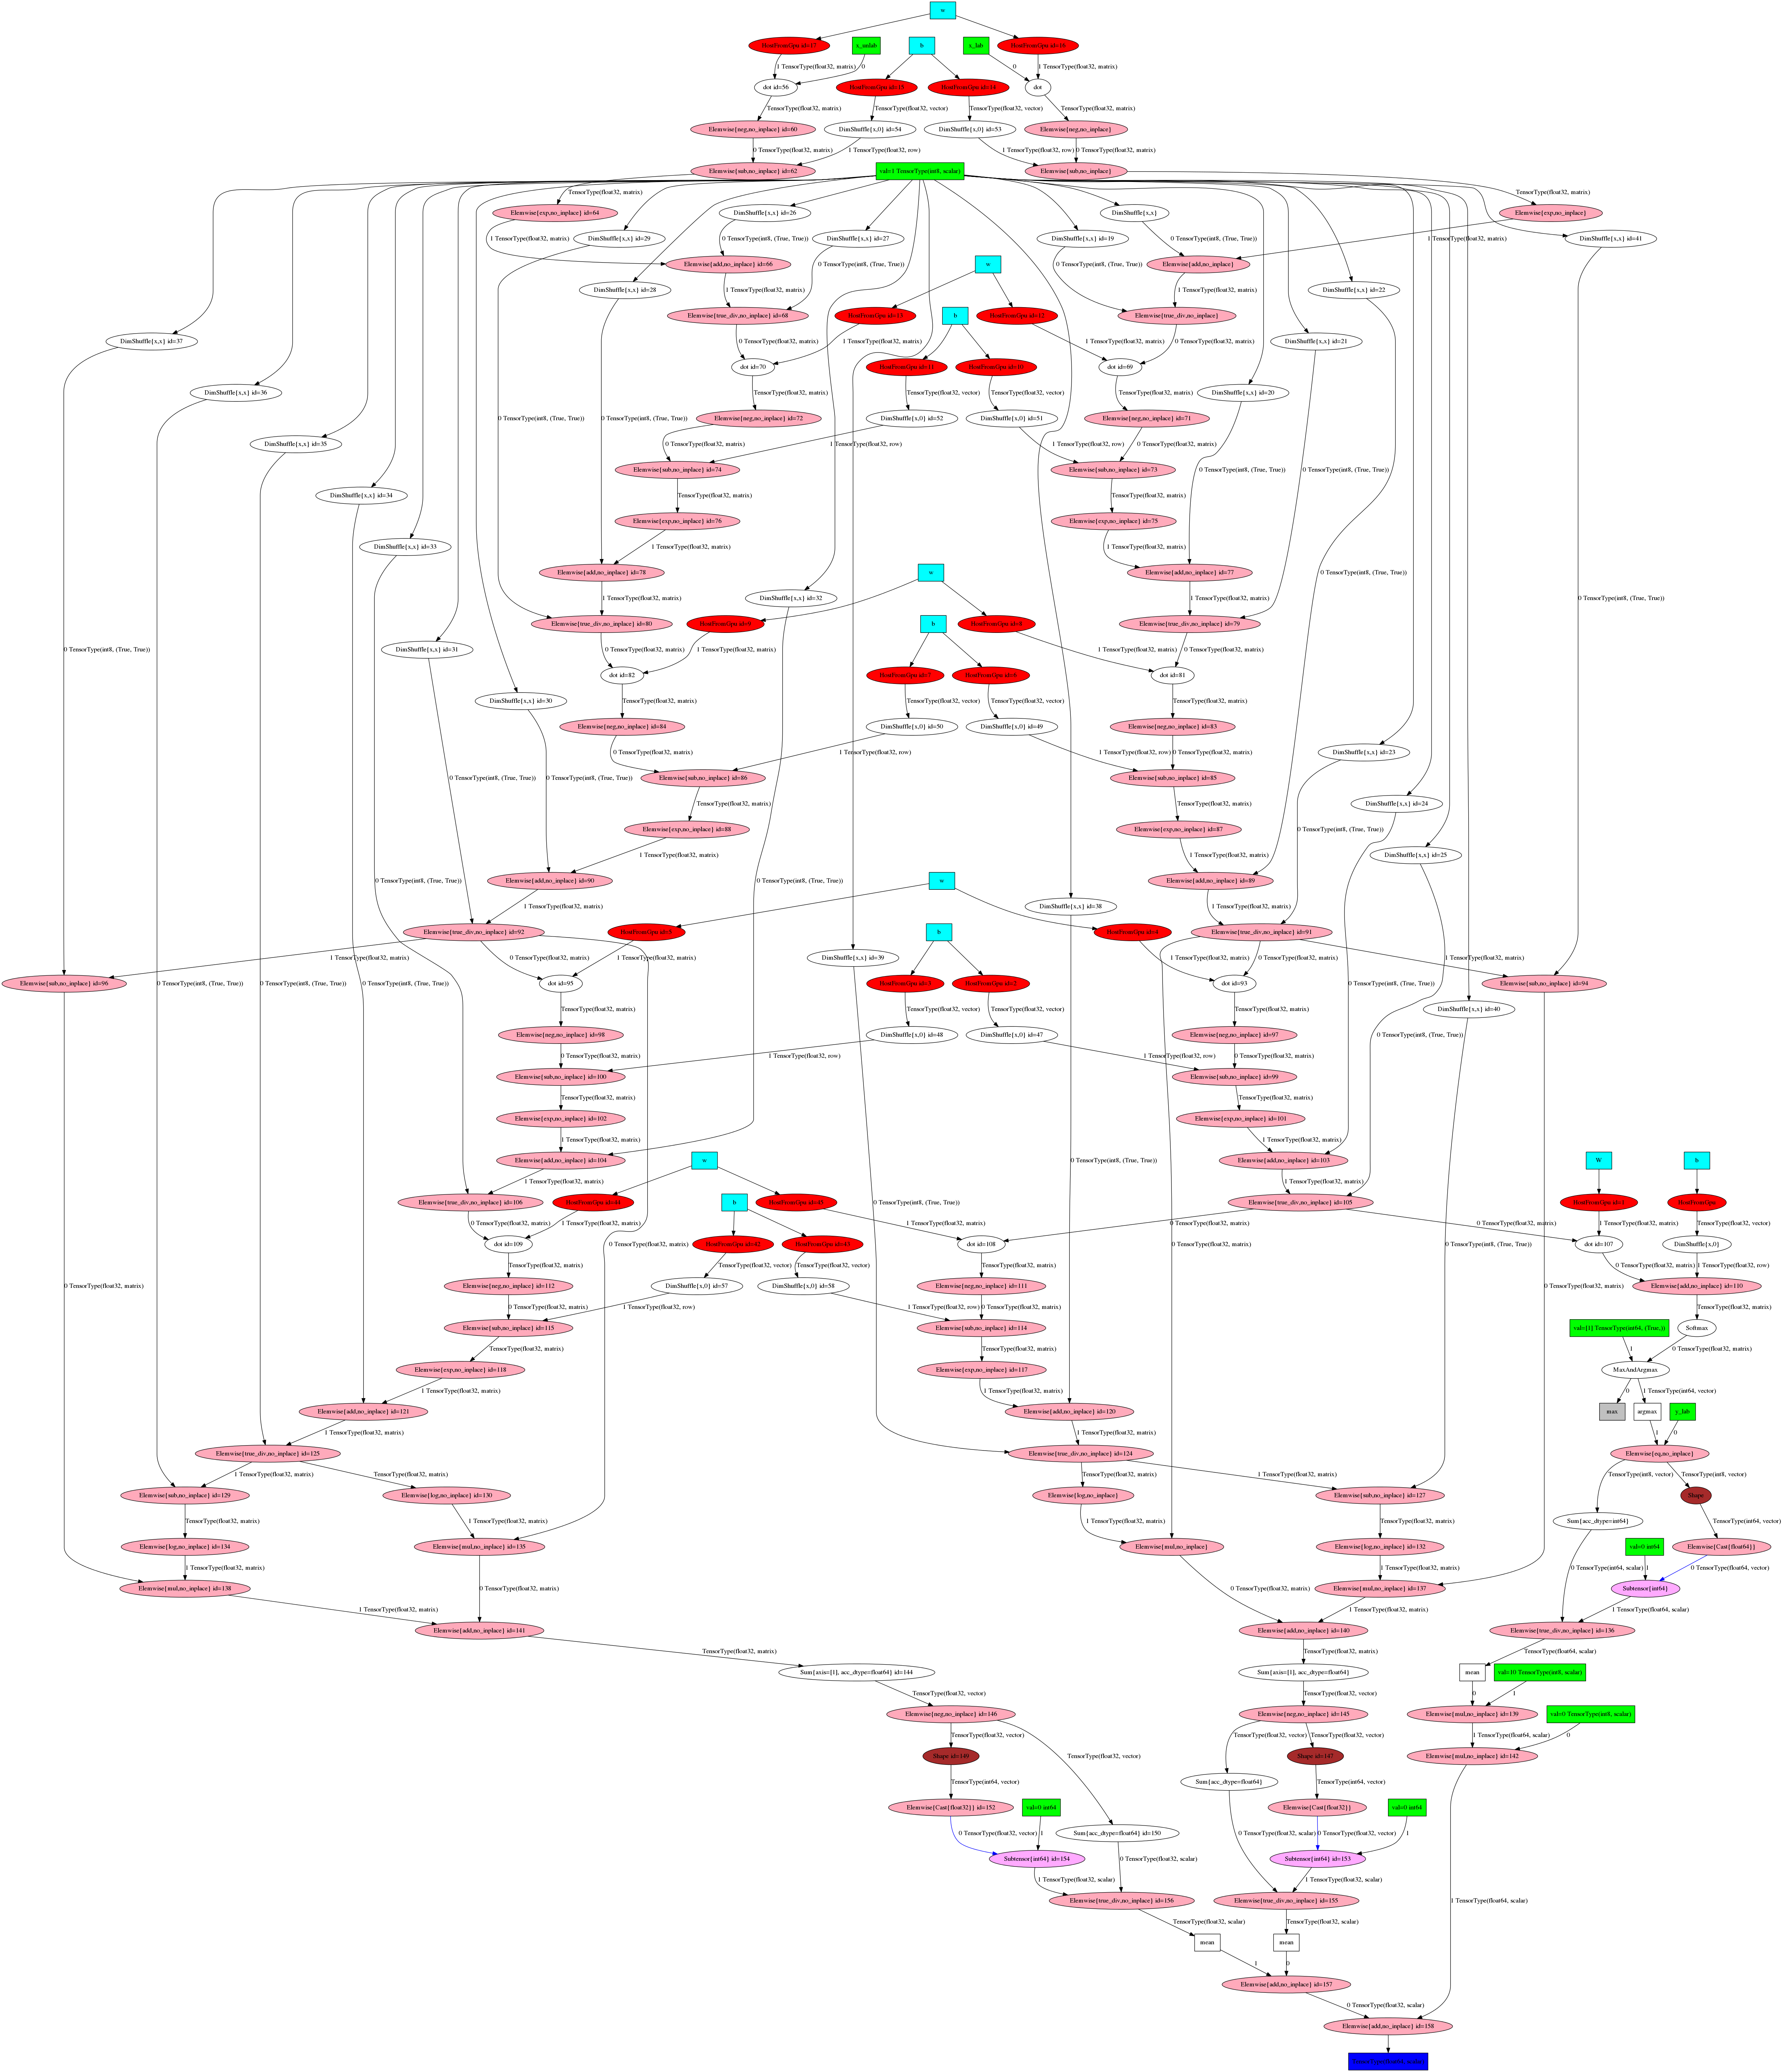 w
HostFromGpu id=17
x_unlab
b
x_lab
HostFromGpu id=16
1 TensorType(float32, matrix)
0
0
1 TensorType(float32, matrix)
dot id=56
HostFromGpu id=15
HostFromGpu id=14
dot
TensorType(float32, matrix)
TensorType(float32, vector)
TensorType(float32, vector)
TensorType(float32, matrix)
Elemwise{neg,no_inplace} id=60
DimShuffle{x,0} id=54
DimShuffle{x,0} id=53
Elemwise{neg,no_inplace}
0 TensorType(float32, matrix)
1 TensorType(float32, row)
1 TensorType(float32, row)
0 TensorType(float32, matrix)
Elemwise{sub,no_inplace} id=62
val=1 TensorType(int8, scalar)
Elemwise{sub,no_inplace}
TensorType(float32, matrix)
TensorType(float32, matrix)
Elemwise{exp,no_inplace} id=64
DimShuffle{x,x} id=26
DimShuffle{x,x}
Elemwise{exp,no_inplace}
1 TensorType(float32, matrix)
DimShuffle{x,x} id=29
0 TensorType(int8, (True, True))
DimShuffle{x,x} id=27
DimShuffle{x,x} id=19
0 TensorType(int8, (True, True))
1 TensorType(float32, matrix)
DimShuffle{x,x} id=41
Elemwise{add,no_inplace} id=66
0 TensorType(int8, (True, True))
0 TensorType(int8, (True, True))
Elemwise{add,no_inplace}
w
DimShuffle{x,x} id=28
1 TensorType(float32, matrix)
1 TensorType(float32, matrix)
DimShuffle{x,x} id=22
Elemwise{true_div,no_inplace} id=68
HostFromGpu id=13
b
HostFromGpu id=12
Elemwise{true_div,no_inplace}
DimShuffle{x,x} id=37
0 TensorType(float32, matrix)
1 TensorType(float32, matrix)
1 TensorType(float32, matrix)
0 TensorType(float32, matrix)
DimShuffle{x,x} id=21
dot id=70
HostFromGpu id=11
HostFromGpu id=10
dot id=69
DimShuffle{x,x} id=36
TensorType(float32, matrix)
TensorType(float32, vector)
TensorType(float32, vector)
TensorType(float32, matrix)
DimShuffle{x,x} id=20
0 TensorType(int8, (True, True))
0 TensorType(int8, (True, True))
Elemwise{neg,no_inplace} id=72
DimShuffle{x,0} id=52
DimShuffle{x,0} id=51
Elemwise{neg,no_inplace} id=71
DimShuffle{x,x} id=35
0 TensorType(float32, matrix)
1 TensorType(float32, row)
1 TensorType(float32, row)
0 TensorType(float32, matrix)
Elemwise{sub,no_inplace} id=74
Elemwise{sub,no_inplace} id=73
0 TensorType(int8, (True, True))
0 TensorType(int8, (True, True))
DimShuffle{x,x} id=34
TensorType(float32, matrix)
TensorType(float32, matrix)
Elemwise{exp,no_inplace} id=76
Elemwise{exp,no_inplace} id=75
DimShuffle{x,x} id=33
1 TensorType(float32, matrix)
1 TensorType(float32, matrix)
Elemwise{add,no_inplace} id=78
w
Elemwise{add,no_inplace} id=77
0 TensorType(int8, (True, True))
1 TensorType(float32, matrix)
DimShuffle{x,x} id=32
1 TensorType(float32, matrix)
0 TensorType(int8, (True, True))
Elemwise{true_div,no_inplace} id=80
HostFromGpu id=9
b
HostFromGpu id=8
Elemwise{true_div,no_inplace} id=79
0 TensorType(int8, (True, True))
DimShuffle{x,x} id=31
0 TensorType(float32, matrix)
1 TensorType(float32, matrix)
1 TensorType(float32, matrix)
0 TensorType(float32, matrix)
dot id=82
HostFromGpu id=7
HostFromGpu id=6
dot id=81
DimShuffle{x,x} id=30
TensorType(float32, matrix)
TensorType(float32, vector)
TensorType(float32, vector)
TensorType(float32, matrix)
Elemwise{neg,no_inplace} id=84
DimShuffle{x,0} id=50
DimShuffle{x,0} id=49
Elemwise{neg,no_inplace} id=83
0 TensorType(float32, matrix)
1 TensorType(float32, row)
1 TensorType(float32, row)
0 TensorType(float32, matrix)
DimShuffle{x,x} id=23
0 TensorType(int8, (True, True))
0 TensorType(int8, (True, True))
Elemwise{sub,no_inplace} id=86
Elemwise{sub,no_inplace} id=85
TensorType(float32, matrix)
TensorType(float32, matrix)
DimShuffle{x,x} id=24
Elemwise{exp,no_inplace} id=88
Elemwise{exp,no_inplace} id=87
0 TensorType(int8, (True, True))
1 TensorType(float32, matrix)
1 TensorType(float32, matrix)
DimShuffle{x,x} id=25
0 TensorType(int8, (True, True))
Elemwise{add,no_inplace} id=90
0 TensorType(int8, (True, True))
w
Elemwise{add,no_inplace} id=89
1 TensorType(float32, matrix)
DimShuffle{x,x} id=38
1 TensorType(float32, matrix)
Elemwise{true_div,no_inplace} id=92
HostFromGpu id=5
b
HostFromGpu id=4
Elemwise{true_div,no_inplace} id=91
1 TensorType(float32, matrix)
0 TensorType(float32, matrix)
1 TensorType(float32, matrix)
DimShuffle{x,x} id=39
1 TensorType(float32, matrix)
0 TensorType(float32, matrix)
1 TensorType(float32, matrix)
Elemwise{sub,no_inplace} id=96
0 TensorType(int8, (True, True))
0 TensorType(int8, (True, True))
0 TensorType(int8, (True, True))
dot id=95
HostFromGpu id=3
HostFromGpu id=2
dot id=93
0 TensorType(int8, (True, True))
Elemwise{sub,no_inplace} id=94
TensorType(float32, matrix)
TensorType(float32, vector)
TensorType(float32, vector)
TensorType(float32, matrix)
DimShuffle{x,x} id=40
Elemwise{neg,no_inplace} id=98
DimShuffle{x,0} id=48
DimShuffle{x,0} id=47
Elemwise{neg,no_inplace} id=97
0 TensorType(int8, (True, True))
0 TensorType(float32, matrix)
1 TensorType(float32, row)
1 TensorType(float32, row)
0 TensorType(float32, matrix)
Elemwise{sub,no_inplace} id=100
Elemwise{sub,no_inplace} id=99
TensorType(float32, matrix)
TensorType(float32, matrix)
Elemwise{exp,no_inplace} id=102
Elemwise{exp,no_inplace} id=101
1 TensorType(float32, matrix)
1 TensorType(float32, matrix)
Elemwise{add,no_inplace} id=104
w
0 TensorType(int8, (True, True))
Elemwise{add,no_inplace} id=103
W
b
1 TensorType(float32, matrix)
1 TensorType(float32, matrix)
Elemwise{true_div,no_inplace} id=106
HostFromGpu id=44
b
HostFromGpu id=45
0 TensorType(int8, (True, True))
Elemwise{true_div,no_inplace} id=105
HostFromGpu id=1
HostFromGpu
0 TensorType(float32, matrix)
1 TensorType(float32, matrix)
1 TensorType(float32, matrix)
0 TensorType(float32, matrix)
0 TensorType(float32, matrix)
1 TensorType(float32, matrix)
TensorType(float32, vector)
dot id=109
0 TensorType(float32, matrix)
HostFromGpu id=42
HostFromGpu id=43
dot id=108
0 TensorType(float32, matrix)
0 TensorType(int8, (True, True))
dot id=107
DimShuffle{x,0}
TensorType(float32, matrix)
TensorType(float32, vector)
TensorType(float32, vector)
TensorType(float32, matrix)
0 TensorType(float32, matrix)
1 TensorType(float32, row)
0 TensorType(float32, matrix)
Elemwise{neg,no_inplace} id=112
DimShuffle{x,0} id=57
DimShuffle{x,0} id=58
Elemwise{neg,no_inplace} id=111
0 TensorType(float32, matrix)
Elemwise{add,no_inplace} id=110
0 TensorType(float32, matrix)
1 TensorType(float32, row)
1 TensorType(float32, row)
0 TensorType(float32, matrix)
TensorType(float32, matrix)
Elemwise{sub,no_inplace} id=115
Elemwise{sub,no_inplace} id=114
val=[1] TensorType(int64, (True,))
Softmax
TensorType(float32, matrix)
TensorType(float32, matrix)
1
0 TensorType(float32, matrix)
Elemwise{exp,no_inplace} id=118
Elemwise{exp,no_inplace} id=117
MaxAndArgmax
1 TensorType(float32, matrix)
1 TensorType(float32, matrix)
0
1 TensorType(int64, vector)
Elemwise{add,no_inplace} id=121
Elemwise{add,no_inplace} id=120
max
argmax
y_lab
1 TensorType(float32, matrix)
1 TensorType(float32, matrix)
1
0
Elemwise{true_div,no_inplace} id=125
Elemwise{true_div,no_inplace} id=124
Elemwise{eq,no_inplace}
1 TensorType(float32, matrix)
TensorType(float32, matrix)
TensorType(float32, matrix)
1 TensorType(float32, matrix)
TensorType(int8, vector)
TensorType(int8, vector)
Elemwise{sub,no_inplace} id=129
Elemwise{log,no_inplace} id=130
Elemwise{log,no_inplace}
Elemwise{sub,no_inplace} id=127
Shape
TensorType(float32, matrix)
1 TensorType(float32, matrix)
1 TensorType(float32, matrix)
TensorType(float32, matrix)
Sum{acc_dtype=int64}
TensorType(int64, vector)
Elemwise{log,no_inplace} id=134
Elemwise{mul,no_inplace} id=135
Elemwise{mul,no_inplace}
Elemwise{log,no_inplace} id=132
val=0 int64
Elemwise{Cast{float64}}
1 TensorType(float32, matrix)
0 TensorType(float32, matrix)
0 TensorType(float32, matrix)
1 TensorType(float32, matrix)
0 TensorType(int64, scalar)
1
0 TensorType(float64, vector)
Elemwise{mul,no_inplace} id=138
Elemwise{mul,no_inplace} id=137
Subtensor{int64}
1 TensorType(float32, matrix)
1 TensorType(float32, matrix)
1 TensorType(float64, scalar)
Elemwise{add,no_inplace} id=141
Elemwise{add,no_inplace} id=140
Elemwise{true_div,no_inplace} id=136
TensorType(float32, matrix)
TensorType(float32, matrix)
TensorType(float64, scalar)
Sum{axis=[1], acc_dtype=float64} id=144
Sum{axis=[1], acc_dtype=float64}
mean
val=10 TensorType(int8, scalar)
TensorType(float32, vector)
TensorType(float32, vector)
0
1
Elemwise{neg,no_inplace} id=146
Elemwise{neg,no_inplace} id=145
Elemwise{mul,no_inplace} id=139
val=0 TensorType(int8, scalar)
TensorType(float32, vector)
TensorType(float32, vector)
TensorType(float32, vector)
TensorType(float32, vector)
1 TensorType(float64, scalar)
0
Shape id=149
Shape id=147
Elemwise{mul,no_inplace} id=142
TensorType(int64, vector)
Sum{acc_dtype=float64}
TensorType(int64, vector)
Elemwise{Cast{float32}} id=152
val=0 int64
Elemwise{Cast{float32}}
val=0 int64
0 TensorType(float32, vector)
1
Sum{acc_dtype=float64} id=150
0 TensorType(float32, scalar)
0 TensorType(float32, vector)
1
Subtensor{int64} id=154
Subtensor{int64} id=153
1 TensorType(float32, scalar)
0 TensorType(float32, scalar)
1 TensorType(float32, scalar)
Elemwise{true_div,no_inplace} id=156
Elemwise{true_div,no_inplace} id=155
1 TensorType(float64, scalar)
TensorType(float32, scalar)
TensorType(float32, scalar)
mean
mean
1
0
Elemwise{add,no_inplace} id=157
0 TensorType(float32, scalar)
Elemwise{add,no_inplace} id=158